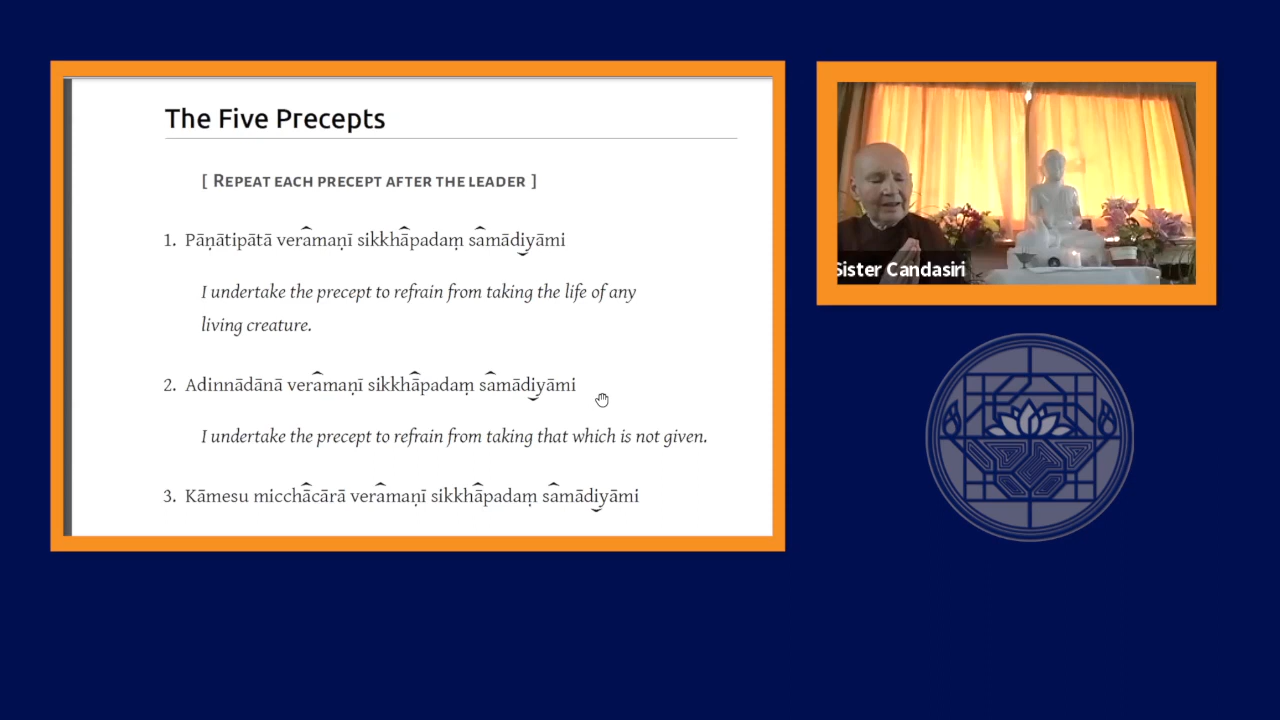 The Five Precepts
[ REPEAT EACH PRECEPT AFTER THE LEADER ]
1. Pāṇātipātā veramaṇī sikkhāpadaṃ samādiyāmi
I undertake the precept to refrain from taking the life of any
living creature.
2. Adinnādānā veramaṇī sikkhāpadaṃ samādiyāmi
I undertake the precept to refrain from taking that which is not given.
3. Kāmesu micchācārā veramaṇī sikkhāpadaṃ samādiyāmi
Sister Candasiri